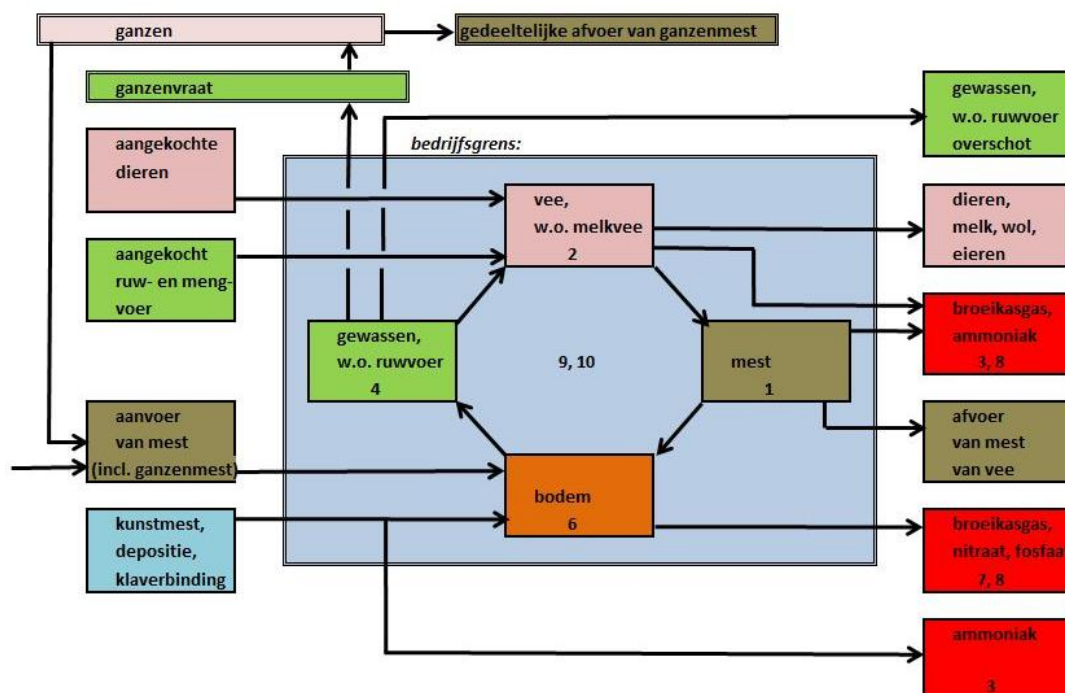 ganzen
gedeeltelijke afvoer van ganzenmest
ganzenvraat
gewassen,
w.o. ruwvoer
overschot
aangekochte
dieren
bedrijfsgrens:
vee,
w.o. melkvee
2
dieren,
melk, wol,
eieren
aangekocht
ruw- en meng-
voer
broeikasgas,
ammoniak
3, 8
gewassen,
w.o. ruwvoer
4
9, 10
mest
1
aanvoer
van mest
(incl. ganzenmest)
afvoer
van mest
van vee
bodem
6
kunstmest,
depositie,
klaverbinding
broeikasgas,
nitraat, fosfaa
7, 8
ammoniak
3